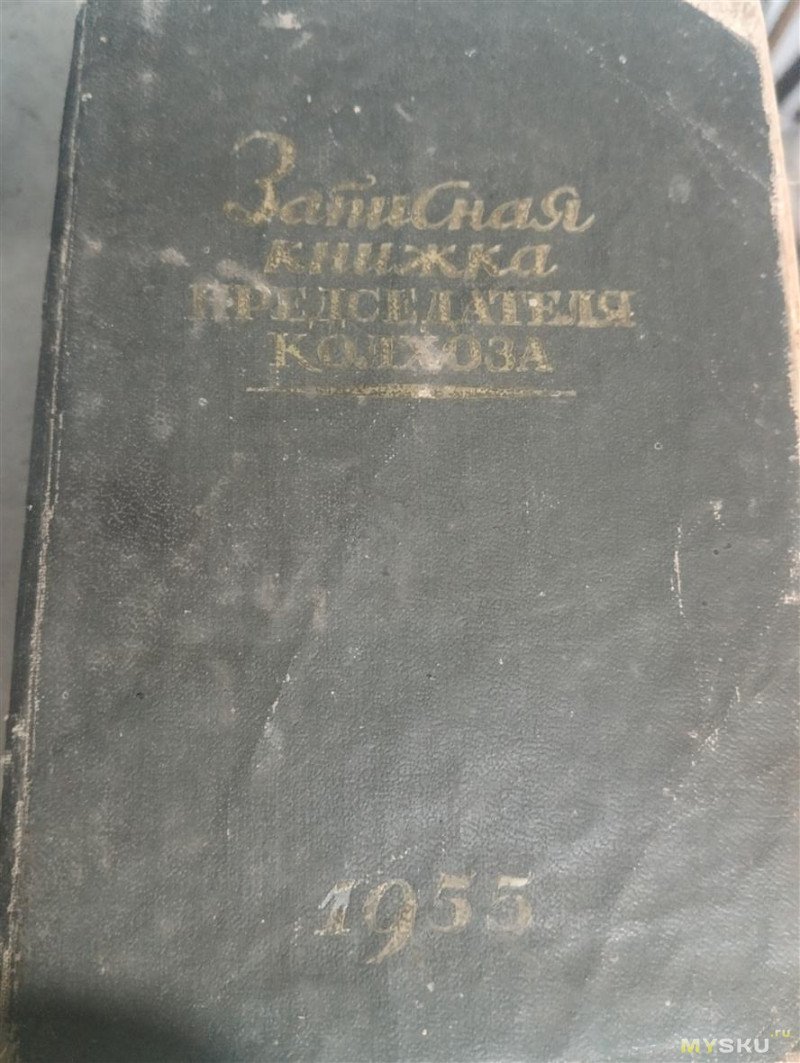 Записная
книжка
ПРЕДСЕДАТЕЛЯ
КОЛХОЗА
1955
MYSKU.ru